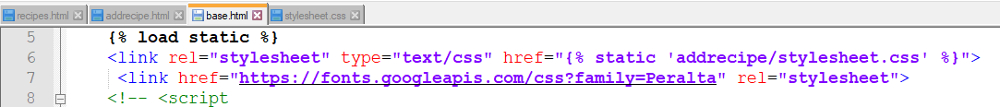 recipes.html addrecipe.html base.html stylesheet.css
5 {% load static %}
6 <link rel="stylesheet" type="text/css" href="{% static 'addrecipe/stylesheet.css' %}">
7 <link href="https://fonts.googleapis.com/css?family=Peralta" rel="stylesheet">
8 <!-- <script